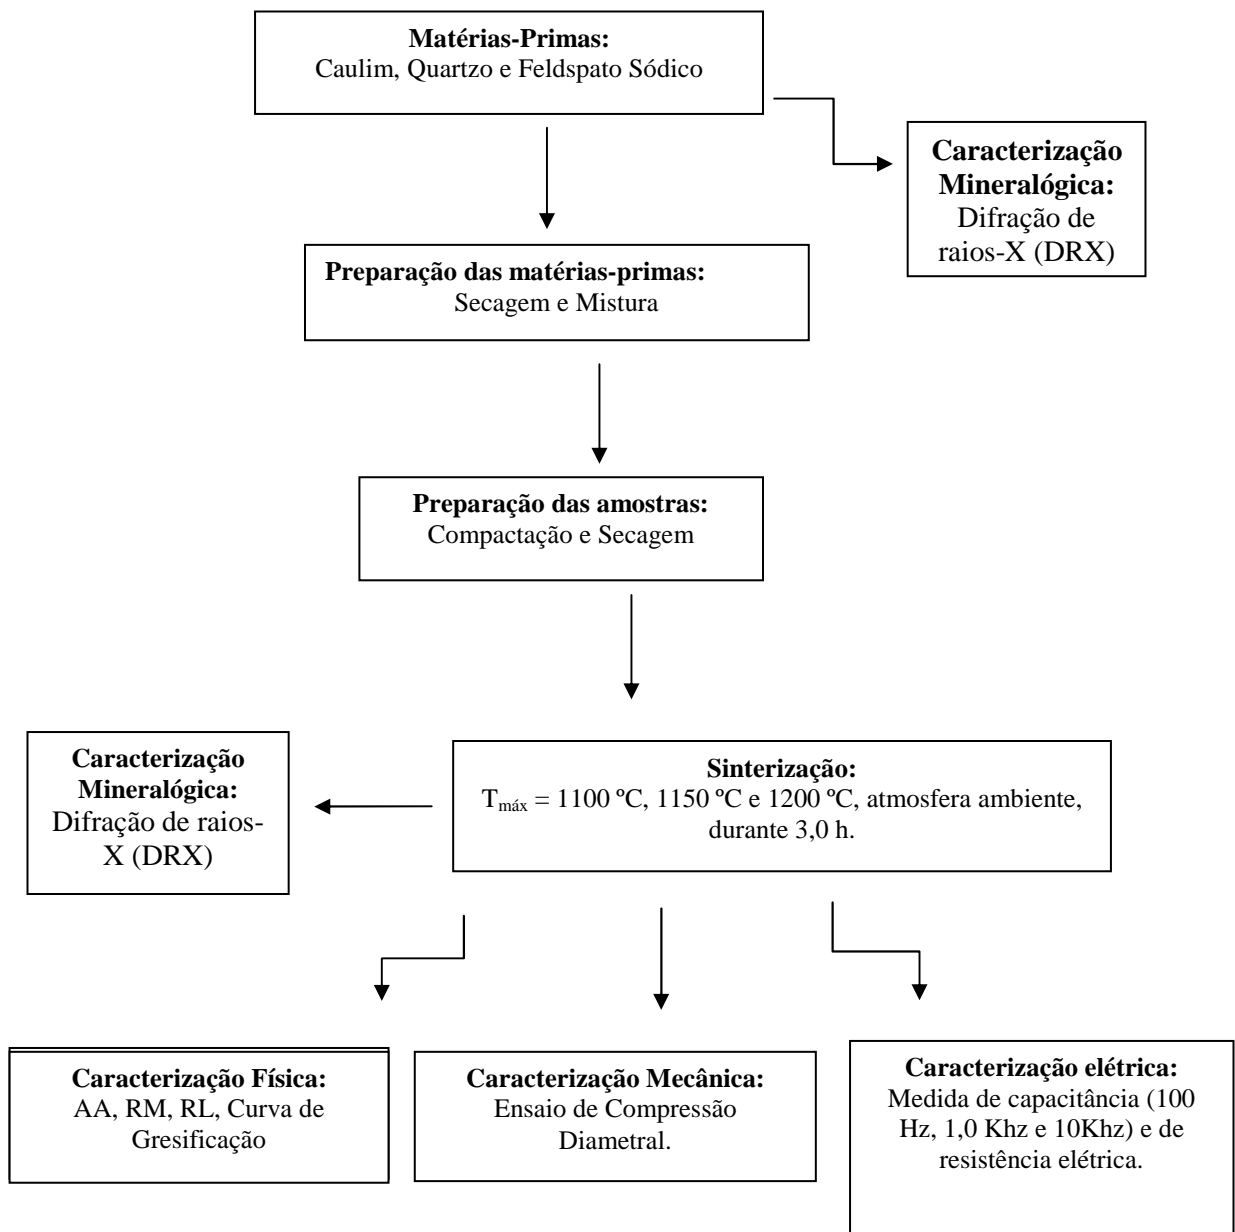 Matérias-Primas:
Caulim, Quartzo e Feldspato Sódico
Caracterização
Mineralógica:
Difração de
raios-X (DRX)
Preparação das matérias-primas:
Secagem e Mistura
Preparação das amostras:
Compactação e Secagem
Caracterização
Mineralógica:
Difração de raios-
X (DRX)
Sinterização:
Tmáx = 1100 ºC, 1150 ºC e 1200 ºC, atmosfera ambiente,
durante 3,0 h.
Caracterização Física:
AA, RM, RL, Curva de
Gresificação
Caracterização Mecânica:
Ensaio de Compressão
Diametral.
Caracterização elétrica:
Medida de capacitância (100
Hz, 1,0 Khz e 10Khz) e de
resistência elétrica.